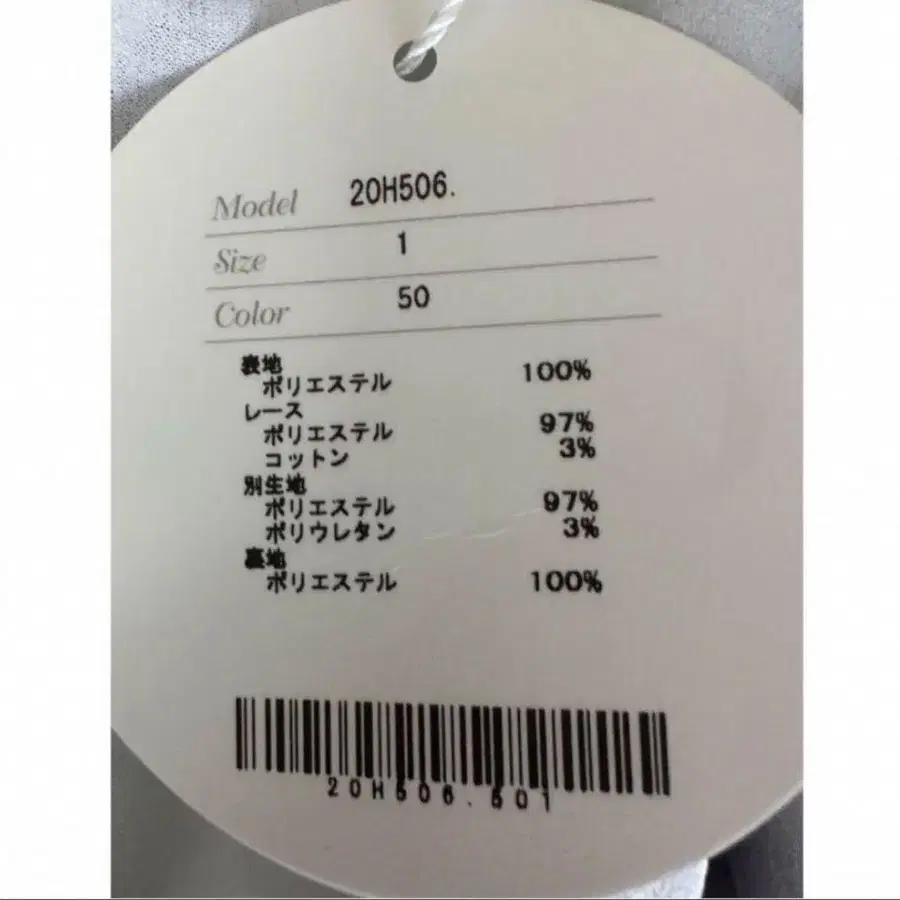 Model 20H506.
Size 1
Color 50
表地
ポリエステル 100%
レース
ポリエステル 97%
コットン 3%
別生地
ポリエステル 97%
ポリウレタン 3%
裏地
ポリエステル 100%
20H506.501